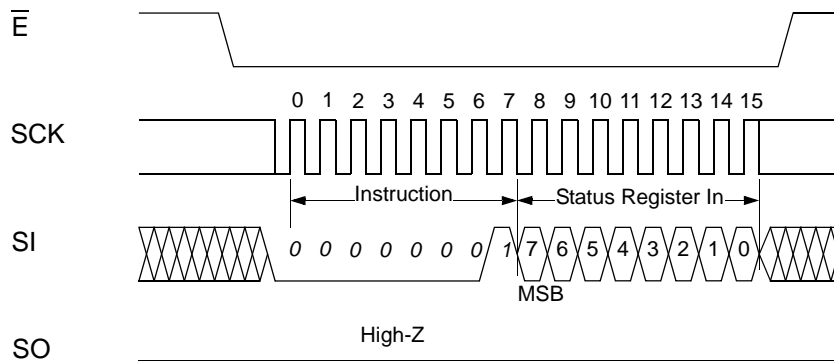 E
0 1 2 3 4 5 6 7 8 9 10 11 12 13 14 15
SCK
Instruction Status Register In
SI 0 0 0 0 0 0 0 1 7 6 5 4 3 2 1 0
MSB
High-Z
SO